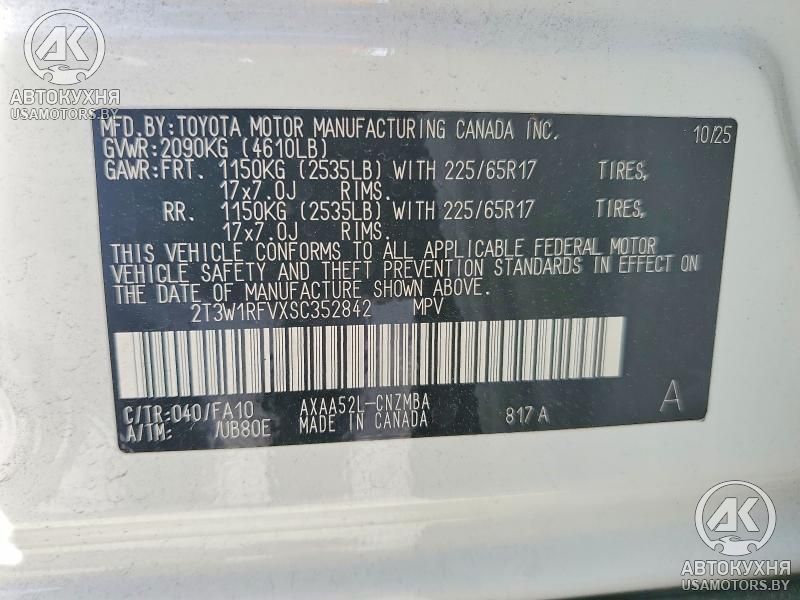 AK
АВТОКУХНЯ
USAMOTORS.BY
MFD.BY:TOYOTA MOTOR MANUFACTURING CANADA INC. 10/25
GVWR:2090KG (4610LB)
GAWR:FRT. 1150KG (2535LB) WITH 225/65R17 TIRES,
17x7.0J RIMS.
RR. 1150KG (2535LB) WITH 225/65R17 TIRES,
17x7.0J RIMS.
THIS VEHICLE CONFORMS TO ALL APPLICABLE FEDERAL MOTOR
VEHICLE SAFETY AND THEFT PREVENTION STANDARDS IN EFFECT ON
THE DATE OF MANUFACTURE SHOWN ABOVE.
2T3W1RFVXSC352842 MPV
C/TR:040/FA10 AXAA52L-CNZMBA 817A A
A/TM: /UB80E MADE IN CANADA
AK
АВТОКУХНЯ
USAMOTORS.BY